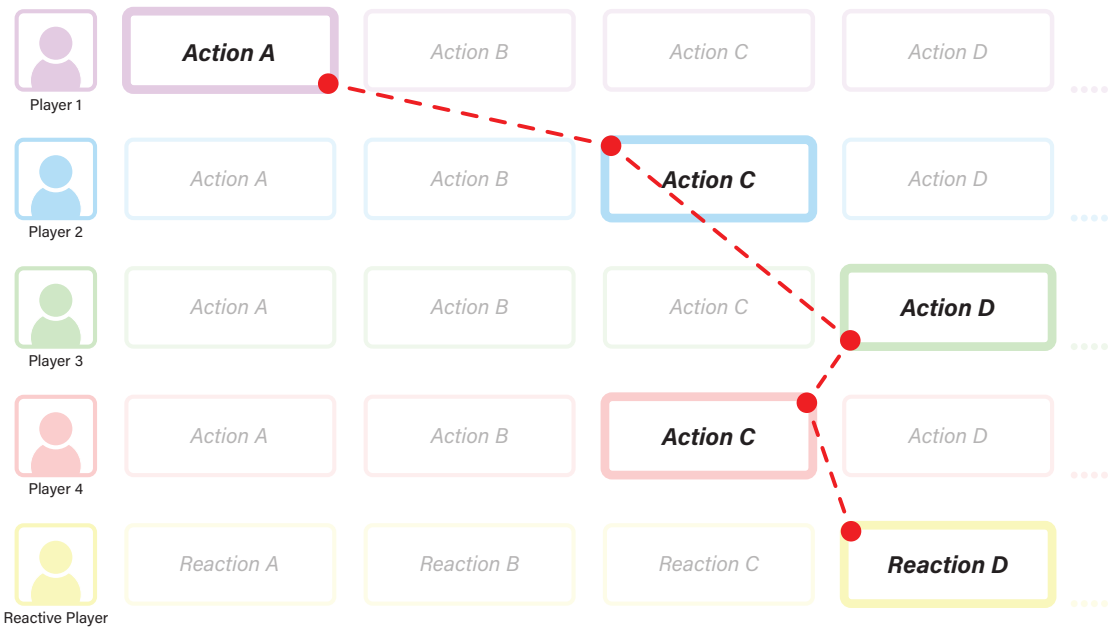 Action A
Action B
Action C
Action D
Player 1
Action A
Action B
Action C
Action D
Player 2
Action A
Action B
Action C
Action D
Player 3
Action A
Action B
Action C
Action D
Player 4
Reaction A
Reaction B
Reaction C
Reaction D
Reactive Player